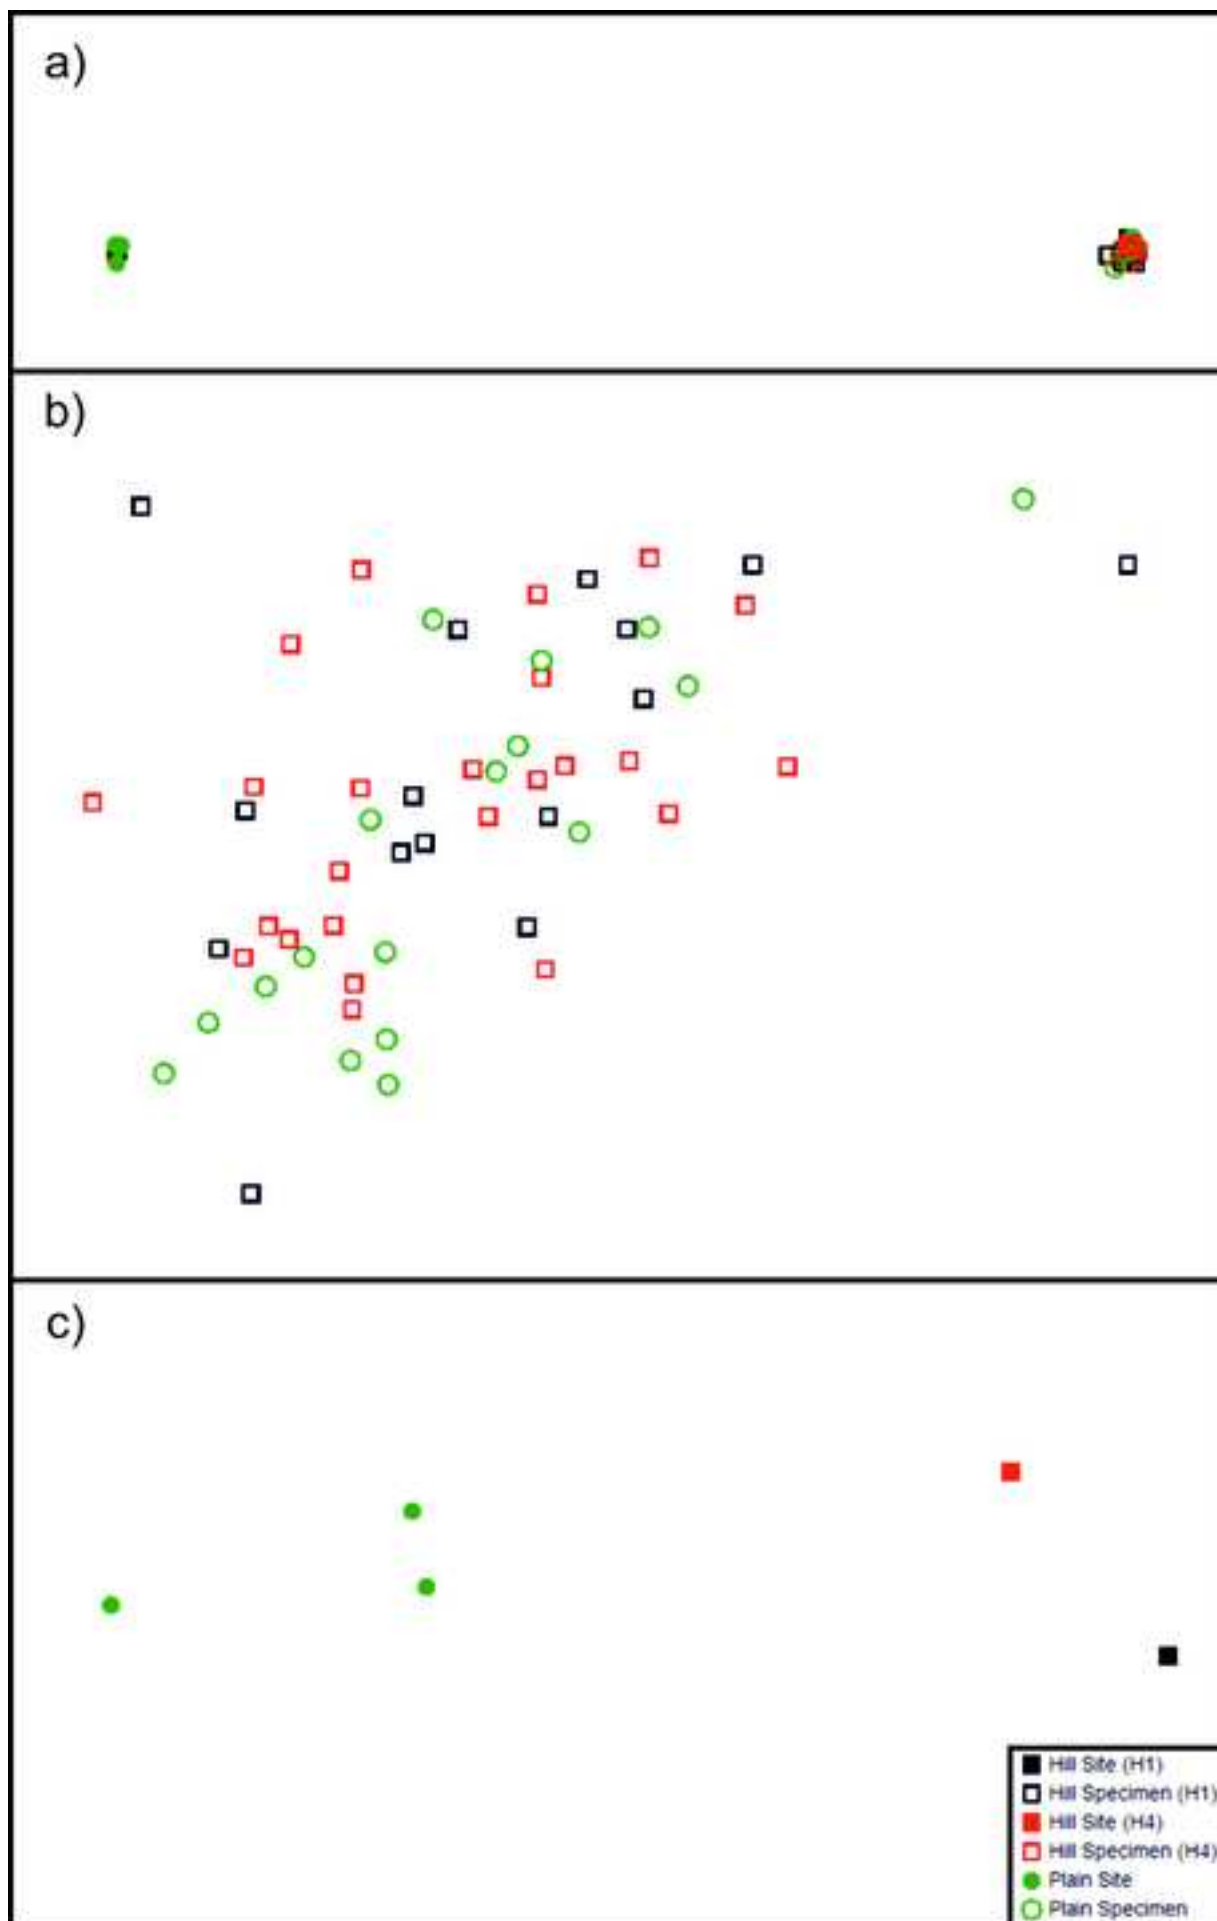 a)
b)
c)
Hill Site (H1)
Hill Specimen (H1)
Hill Site (H4)
Hill Specimen (H4)
Plain Site
Plain Specimen